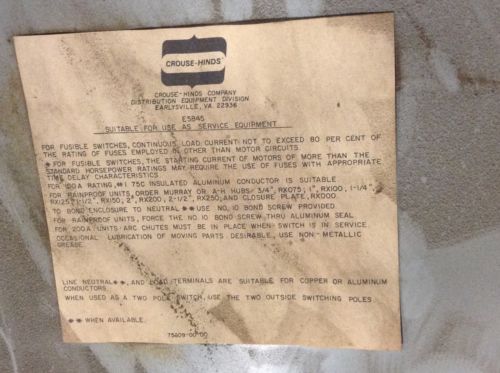 CROUSE-HINDS
CROUSE-HINDS COMPANY
DISTRIBUTION EQUIPMENT DIVISION
EARLYSVILLE, VA. 22936
E5845
SUITABLE FOR USE AS SERVICE EQUIPMENT
FOR FUSIBLE SWITCHES, CONTINUOUS LOAD CURRENT NOT TO EXCEED 80 PER CENT OF
THE RATING OF FUSES EMPLOYED IN OTHER THAN MOTOR CIRCUITS.
FOR FUSIBLE SWITCHES, THE STARTING CURRENT OF MOTORS OF MORE THAN THE
STANDARD HORSEPOWER RATINGS MAY REQUIRE THE USE OF FUSES WITH APPROPRIATE
TIME DELAY CHARACTERISTICS.
FOR 100A RATING, #1 75C INSULATED ALUMINUM CONDUCTOR IS SUITABLE
FOR RAINPROOF UNITS, ORDER MURRAY OR A-H HUBS: 3/4", RX075; 1", RX100, 1-1/4",
RX125, 1-1/2", RX150, 2", RX200, 2-1/2", RX250; AND CLOSURE PLATE, RX000
TO BOND ENCLOSURE TO NEUTRAL ** USE NO. 10 BOND SCREW PROVIDED
FOR RAINPROOF UNITS, FORCE THE NO. 10 BOND SCREW THRU ALUMINUM SEAL
FOR 200A UNITS-ARC CHUTES MUST BE IN PLACE WHEN SWITCH IS IN SERVICE.
OCCASIONAL LUBRICATION OF MOVING PARTS DESIRABLE, USE NON-METALLIC
GREASE.
LINE NEUTRAL**, AND LOAD TERMINALS ARE SUITABLE FOR COPPER OR ALUMINUM
CONDUCTORS.
WHEN USED AS A TWO POLE SWITCH, USE THE TWO OUTSIDE SWITCHING POLES
** WHEN AVAILABLE.
75609-00-00